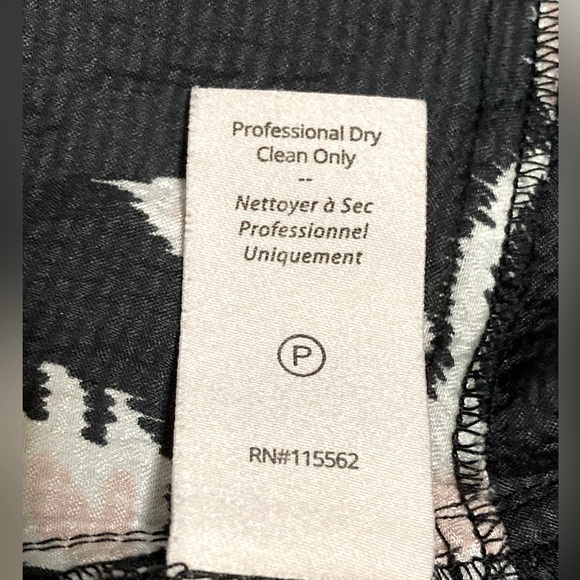 Professional Dry
Clean Only
--
Nettoyer à Sec
Professionnel
Uniquement
P
RN#115562